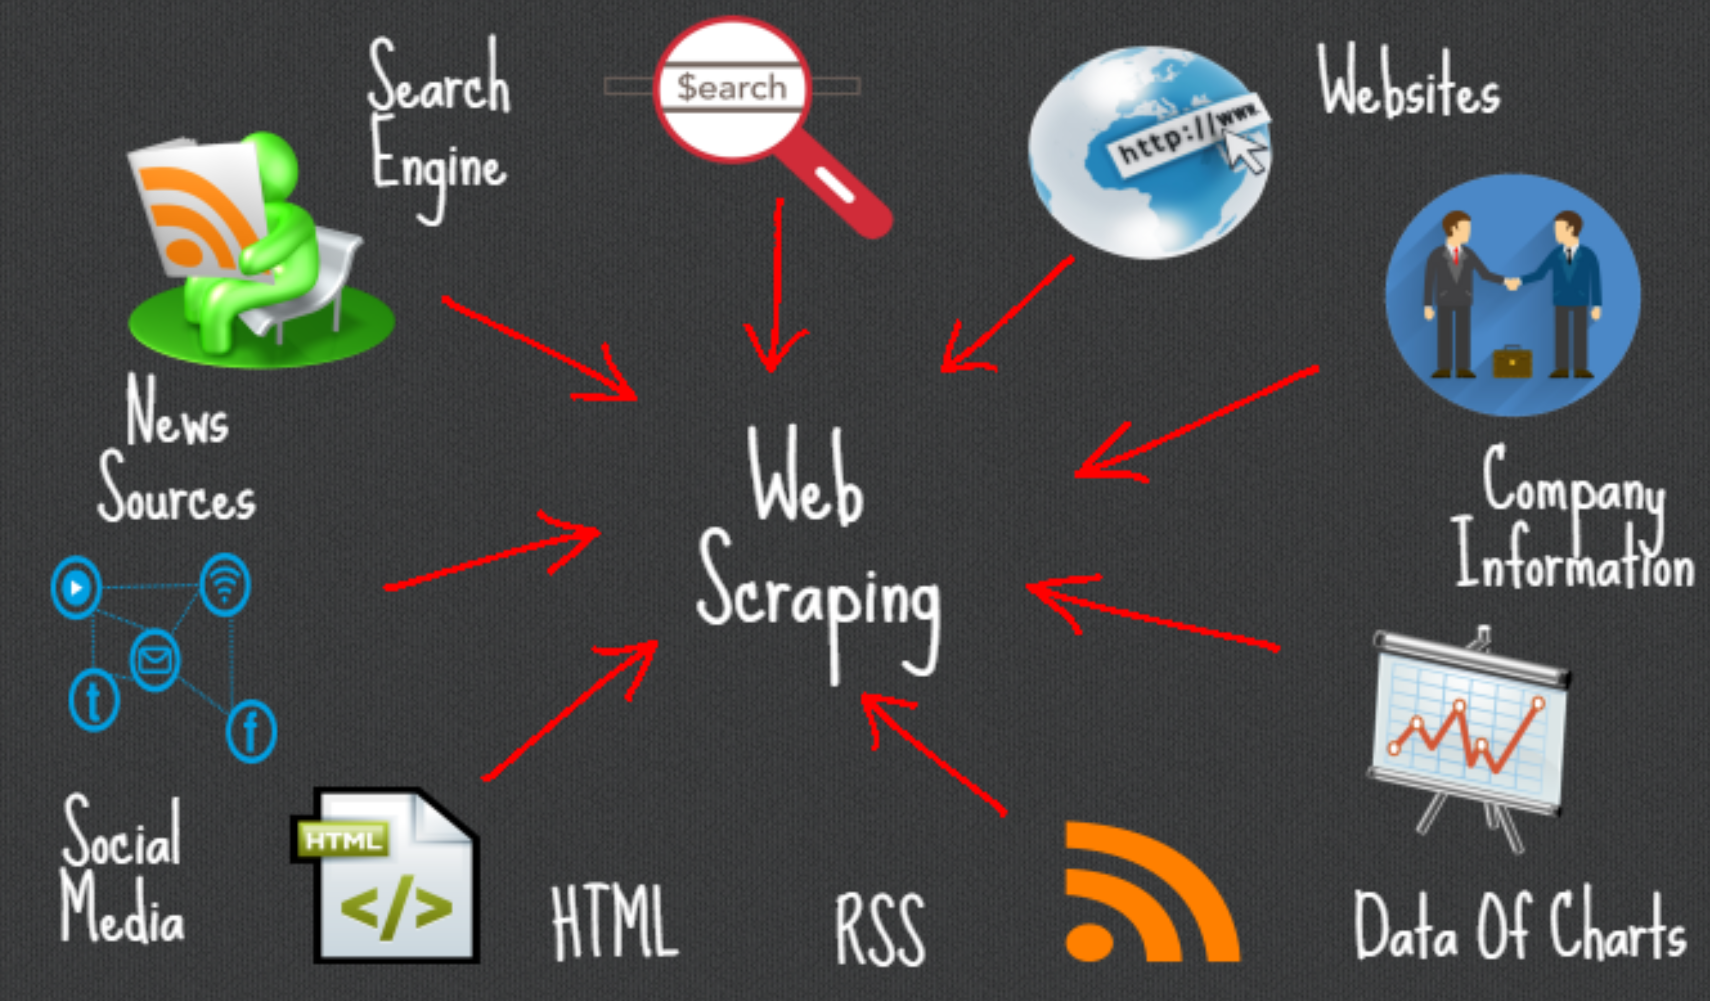 Search
Engine
$earch
http://www.
Websites
News
Sources
Web
Scraping
Company
Information
t
f
Social
Media
HTML
</>
HTML
RSS
Data Of Charts